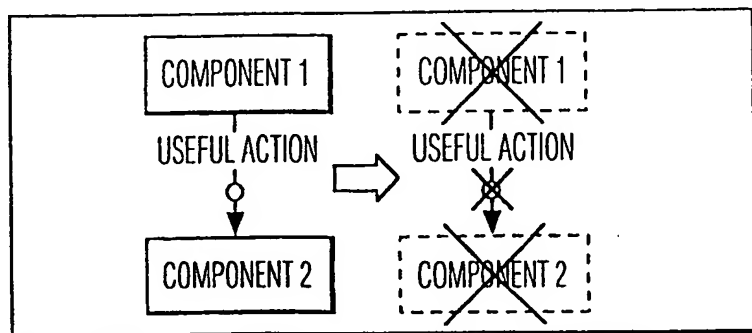 COMPONENT 1
USEFUL ACTION
COMPONENT 2
COMPONENT 1
USEFUL ACTION
COMPONENT 2